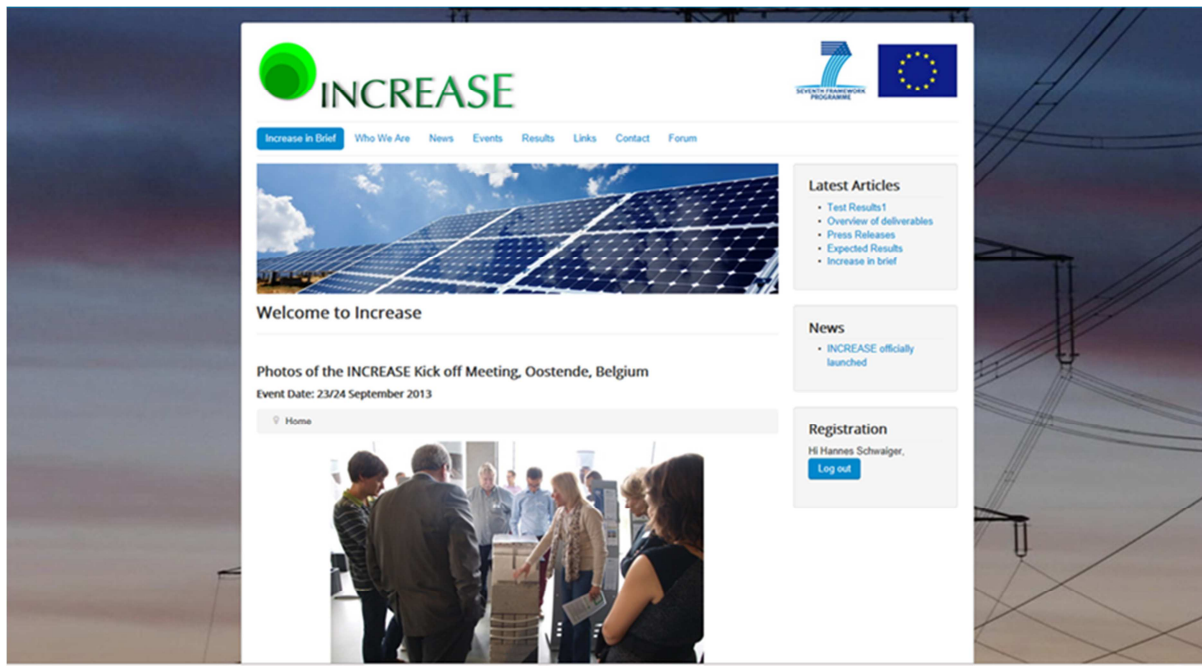 INCREASE
SEVENTH FRAMEWORK
PROGRAMME
Increase in Brief Who We Are News Events Results Links Contact Forum
Welcome to Increase
Photos of the INCREASE Kick off Meeting, Oostende, Belgium
Event Date: 23/24 September 2013
Home
Latest Articles
Test Results1
Overview of deliverables
Press Releases
Expected Results
Increase in brief
News
INCREASE officially
launched
Registration
Hi Hannes Schwaiger,
Log out